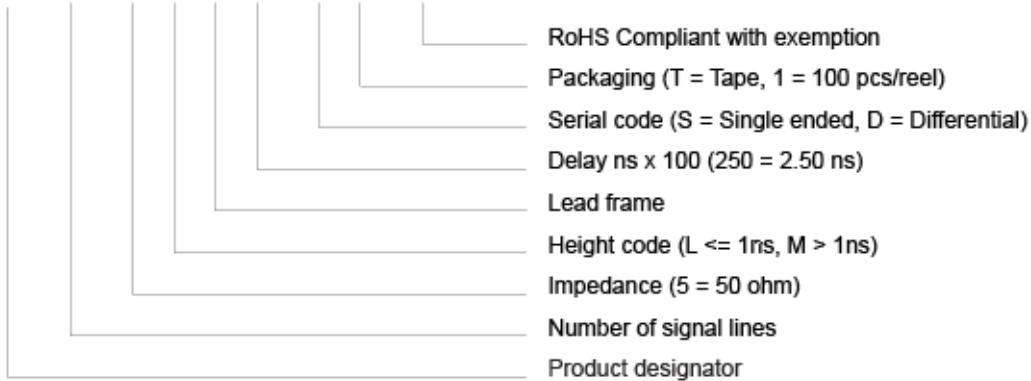 RoHS Compliant with exemption
Packaging (T = Tape, 1 = 100 pcs/reel)
Serial code (S = Single ended, D = Differential)
Delay ns x 100 (250 = 2.50 ns)
Lead frame
Height code (L <= 1ns, M > 1ns)
Impedance (5 = 50 ohm)
Number of signal lines
Product designator